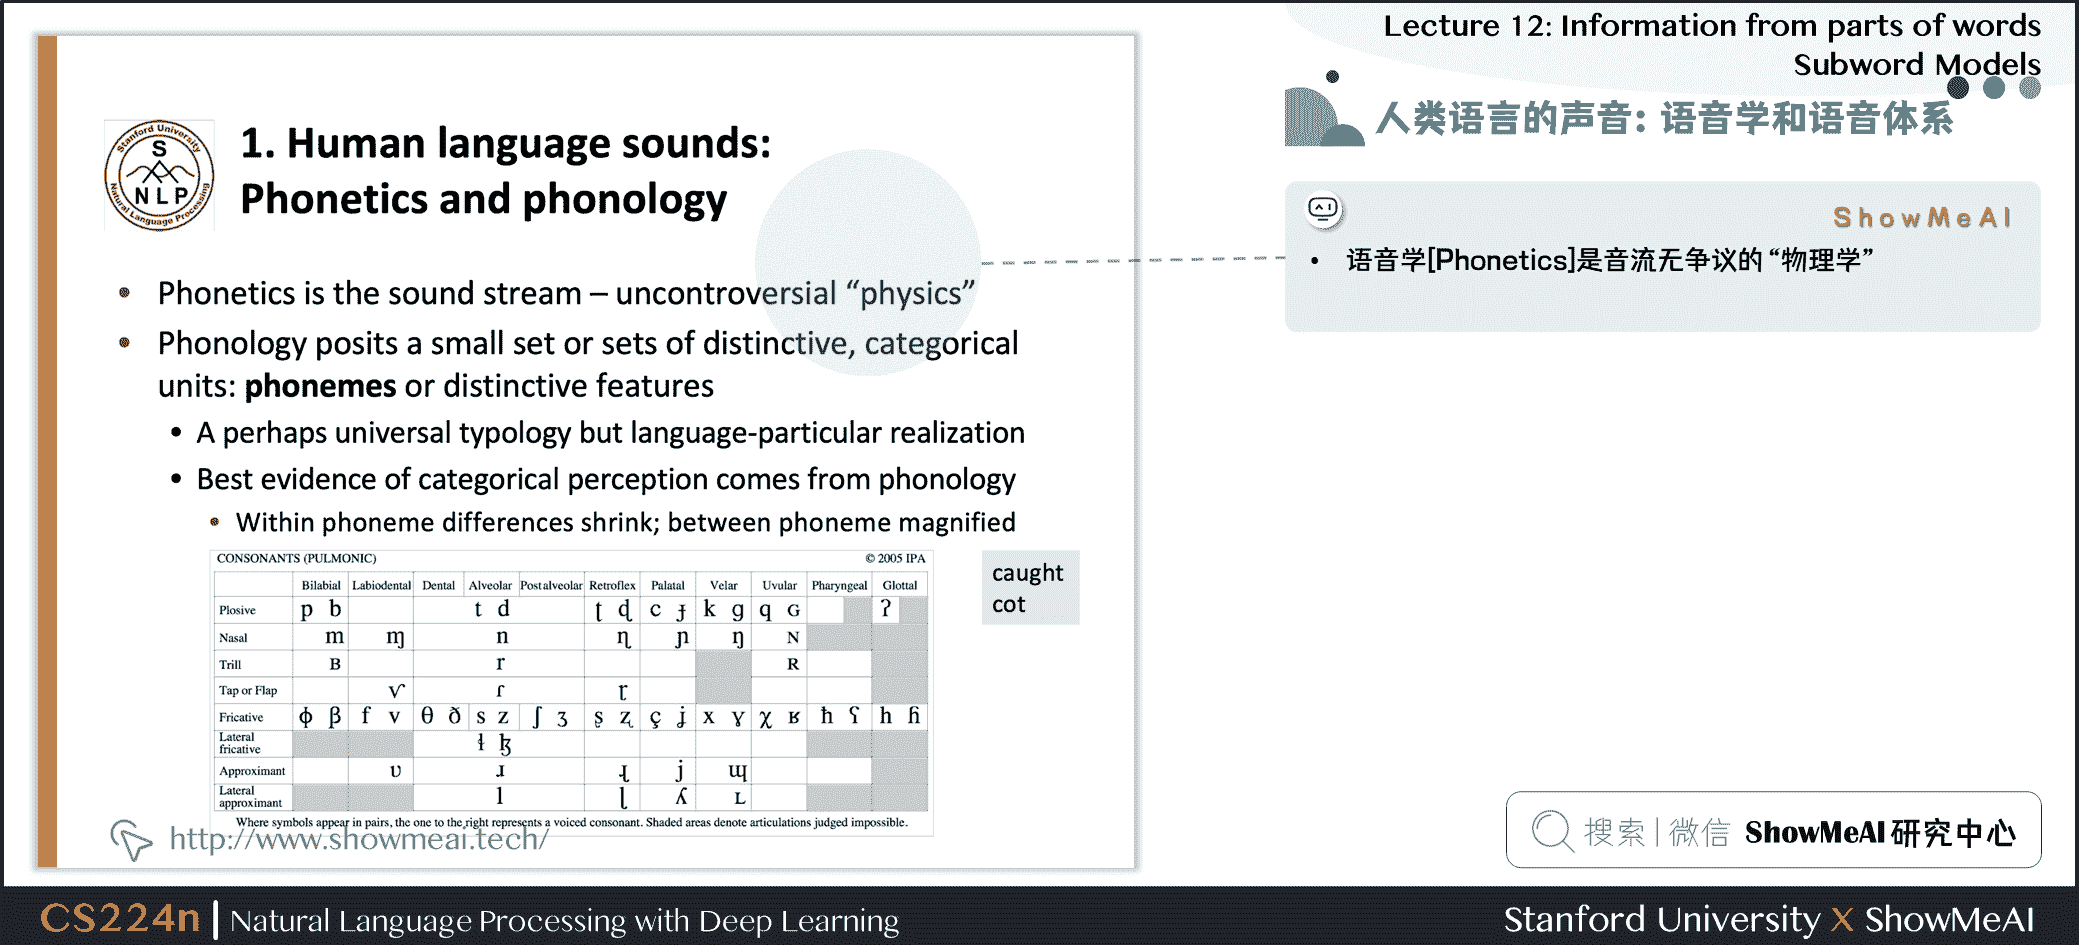 Lecture 12: Information from parts of words
Subword Models
人类语言的声音: 语音学和语音体系
Stanford University
S
NLP
Natural Language Processing
1. Human language sounds:
Phonetics and phonology
• Phonetics is the sound stream – uncontroversial “physics”
• Phonology posits a small set or sets of distinctive, categorical
units: phonemes or distinctive features
• A perhaps universal typology but language-particular realization
• Best evidence of categorical perception comes from phonology
• Within phoneme differences shrink; between phoneme magnified
CONSONANTS (PULMONIC) © 2005 IPA
Bilabial Labiodental Dental Alveolar Postalveolar Retroflex Palatal Velar Uvular Pharyngeal Glottal
Plosive p b t d ʈ ɖ c ɟ k ɡ q ɢ ʔ
Nasal m ɱ n ɳ ɲ ŋ ɴ
Trill ʙ r ʀ
Tap or Flap ⱱ ɾ ɽ
Fricative ɸ β f v θ ð s z ʃ ʒ ʂ ʐ ç ʝ x ɣ χ ʁ ħ ʕ h ɦ
Lateral
fricative ɬ ɮ
Approximant ʋ ɹ ɻ j ɰ
Lateral
approximant l ɭ ʎ ʟ
Where symbols appear in pairs, the one to the right represents a voiced consonant. Shaded areas denote articulations judged impossible.
caught
cot
http://www.showmeai.tech/
ShowMeAI
• 语音学[Phonetics]是音流无争议的“物理学”
搜索|微信 ShowMeAI研究中心
CS224n | Natural Language Processing with Deep Learning
Stanford University X ShowMeAI